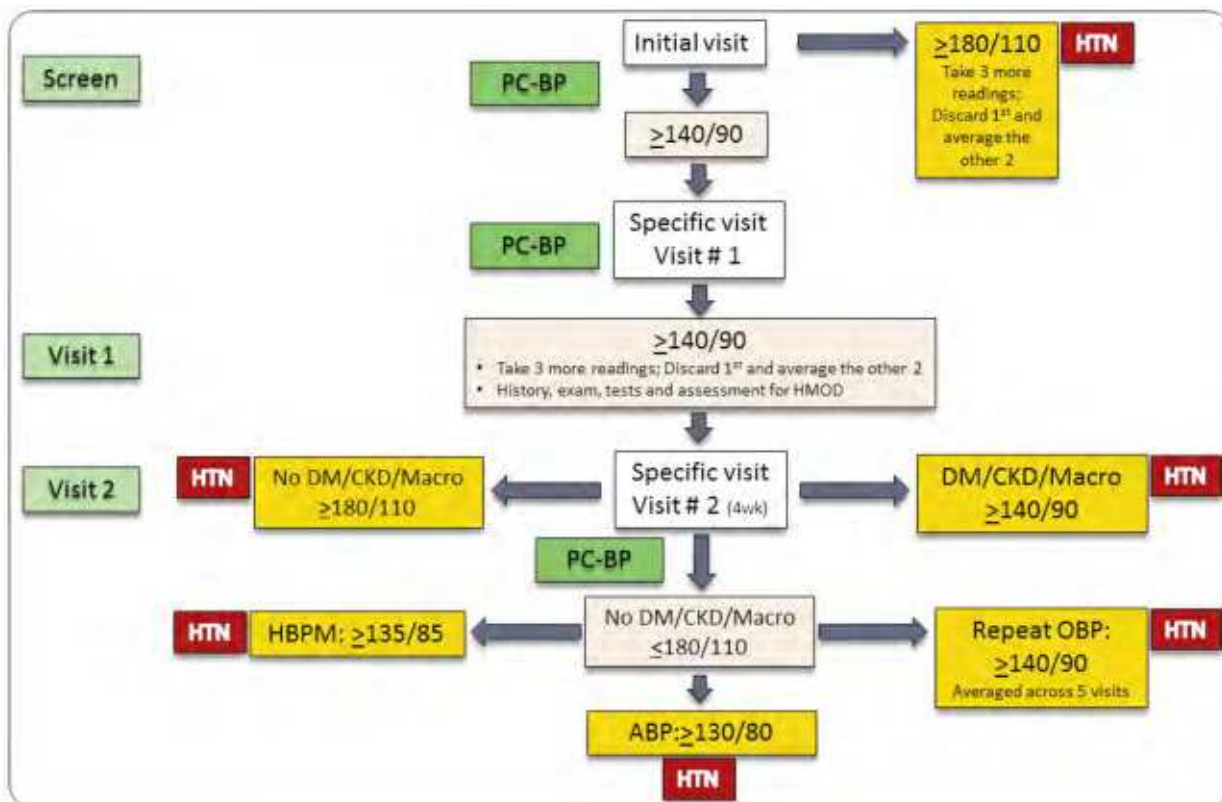 Initial visit
≥180/110
HTN
Take 3 more
readings;
Discard 1st and
average the
other 2
Screen
PC-BP
≥140/90
Specific visit
Visit # 1
PC-BP
Visit 1
≥140/90
• Take 3 more readings; Discard 1st and average the other 2
• History, exam, tests and assessment for HMOD
Visit 2
HTN
No DM/CKD/Macro
≥180/110
Specific visit
Visit # 2 (4wk)
DM/CKD/Macro
≥140/90
HTN
PC-BP
HTN
HBPM: ≥135/85
No DM/CKD/Macro
≤180/110
Repeat OBP:
≥140/90
Averaged across 5 visits
HTN
ABP:≥130/80
HTN